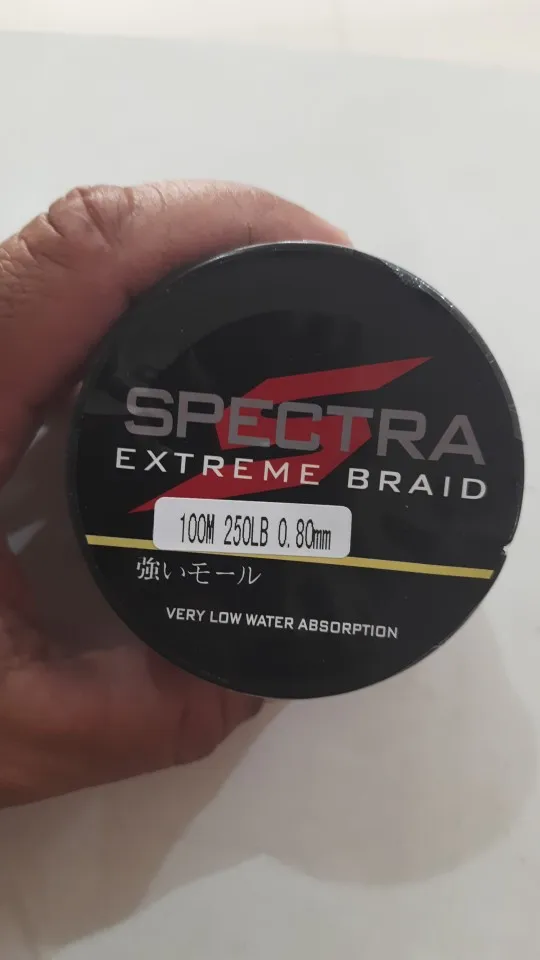 SPECTRA
EXTREME BRAID
100M 250LB 0.80mm
強いモール
VERY LOW WATER ABSORPTION